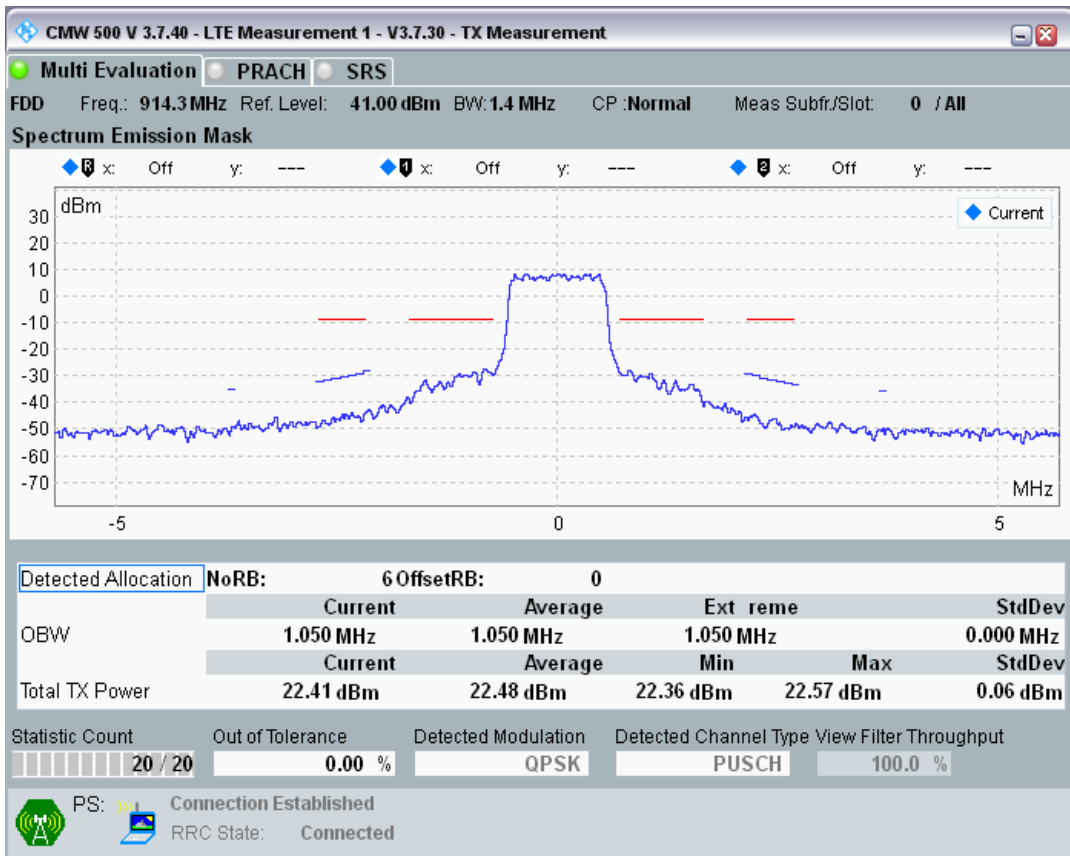 CMW 500 V 3.7.40 - LTE Measurement 1 - V3.7.30 - TX Measurement
Multi Evaluation PRACH SRS
FDD Freq.: 914.3 MHz Ref. Level: 41.00 dBm BW: 1.4 MHz CP :Normal Meas Subfr./Slot: 0 / All
Spectrum Emission Mask
R x: Off y: --- 1 x: Off y: --- 2 x: Off y: ---
dBm
Current
30
20
10
0
-10
-20
-30
-40
-50
-60
-70
MHz
-5 0 5
Detected Allocation NoRB: 6 OffsetRB: 0
Current Average Ext reme StdDev
OBW 1.050 MHz 1.050 MHz 1.050 MHz 0.000 MHz
Current Average Min Max StdDev
Total TX Power 22.41 dBm 22.48 dBm 22.36 dBm 22.57 dBm 0.06 dBm
Statistic Count Out of Tolerance Detected Modulation Detected Channel Type View Filter Throughput
20 / 20 0.00 % QPSK PUSCH 100.0 %
PS: Connection Established
RRC State: Connected